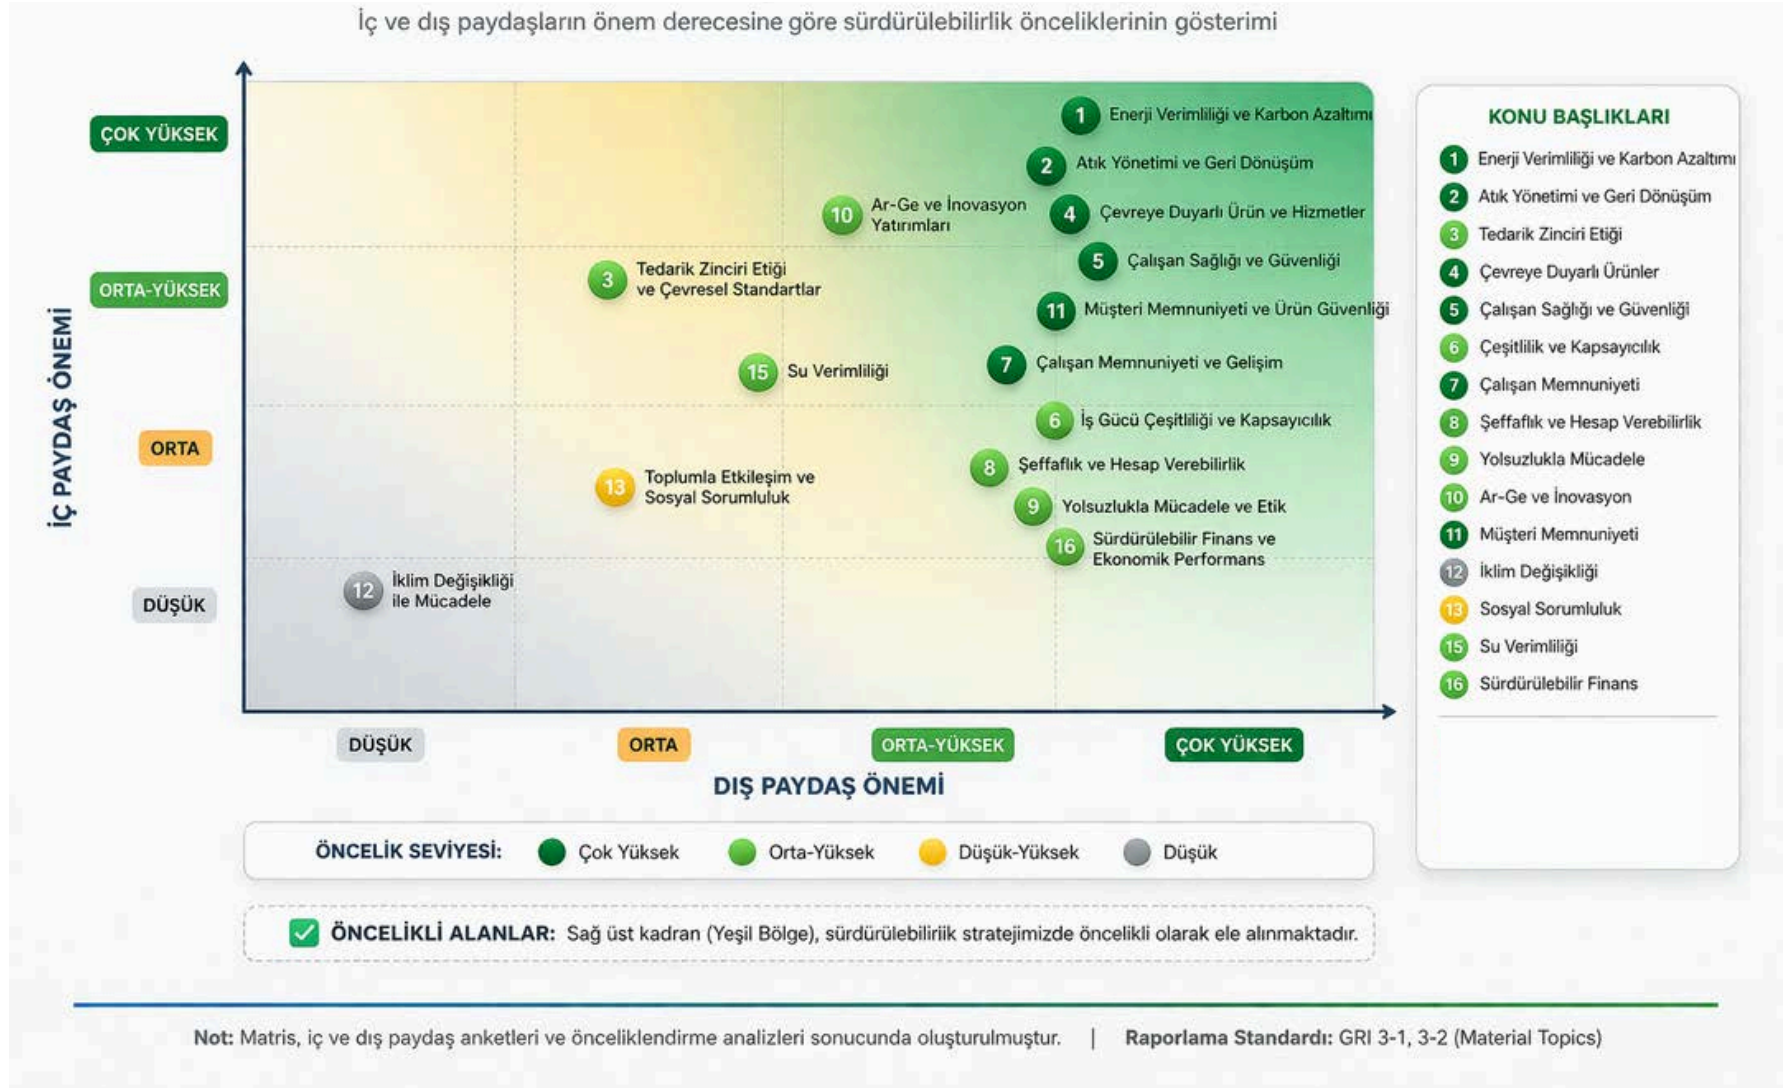 İç ve dış paydaşların önem derecesine göre sürdürülebilirlik önceliklerinin gösterimi
İÇ PAYDAŞ ÖNEMİ
ÇOK YÜKSEK
ORTA-YÜKSEK
ORTA
DÜŞÜK
1 Enerji Verimliliği ve Karbon Azaltımı
2 Atık Yönetimi ve Geri Dönüşüm
10 Ar-Ge ve İnovasyon
Yatırımları
4 Çevreye Duyarlı Ürün ve Hizmetler
5 Çalışan Sağlığı ve Güvenliği
3 Tedarik Zinciri Etiği
ve Çevresel Standartlar
11 Müşteri Memnuniyeti ve Ürün Güvenliği
7 Çalışan Memnuniyeti ve Gelişim
15 Su Verimliliği
6 İş Gücü Çeşitliliği ve Kapsayıcılık
8 Şeffaflık ve Hesap Verebilirlik
13 Toplumla Etkileşim ve
Sosyal Sorumluluk
9 Yolsuzlukla Mücadele ve Etik
16 Sürdürülebilir Finans ve
Ekonomik Performans
12 İklim Değişikliği
ile Mücadele
DÜŞÜK
ORTA
ORTA-YÜKSEK
ÇOK YÜKSEK
DIŞ PAYDAŞ ÖNEMİ
KONU BAŞLIKLARI
1 Enerji Verimliliği ve Karbon Azaltımı
2 Atık Yönetimi ve Geri Dönüşüm
3 Tedarik Zinciri Etiği
4 Çevreye Duyarlı Ürünler
5 Çalışan Sağlığı ve Güvenliği
6 Çeşitlilik ve Kapsayıcılık
7 Çalışan Memnuniyeti
8 Şeffaflık ve Hesap Verebilirlik
9 Yolsuzlukla Mücadele
10 Ar-Ge ve İnovasyon
11 Müşteri Memnuniyeti
12 İklim Değişikliği
13 Sosyal Sorumluluk
15 Su Verimliliği
16 Sürdürülebilir Finans
ÖNCELİK SEVİYESİ: Çok Yüksek Orta-Yüksek Düşük-Yüksek Düşük
ÖNCELİKLİ ALANLAR: Sağ üst kadran (Yeşil Bölge), sürdürülebiliriik stratejimizde öncelikli olarak ele alınmaktadır.
Not: Matris, iç ve dış paydaş anketleri ve önceliklendirme analizleri sonucunda oluşturulmuştur. | Raporlama Standardı: GRI 3-1, 3-2 (Material Topics)